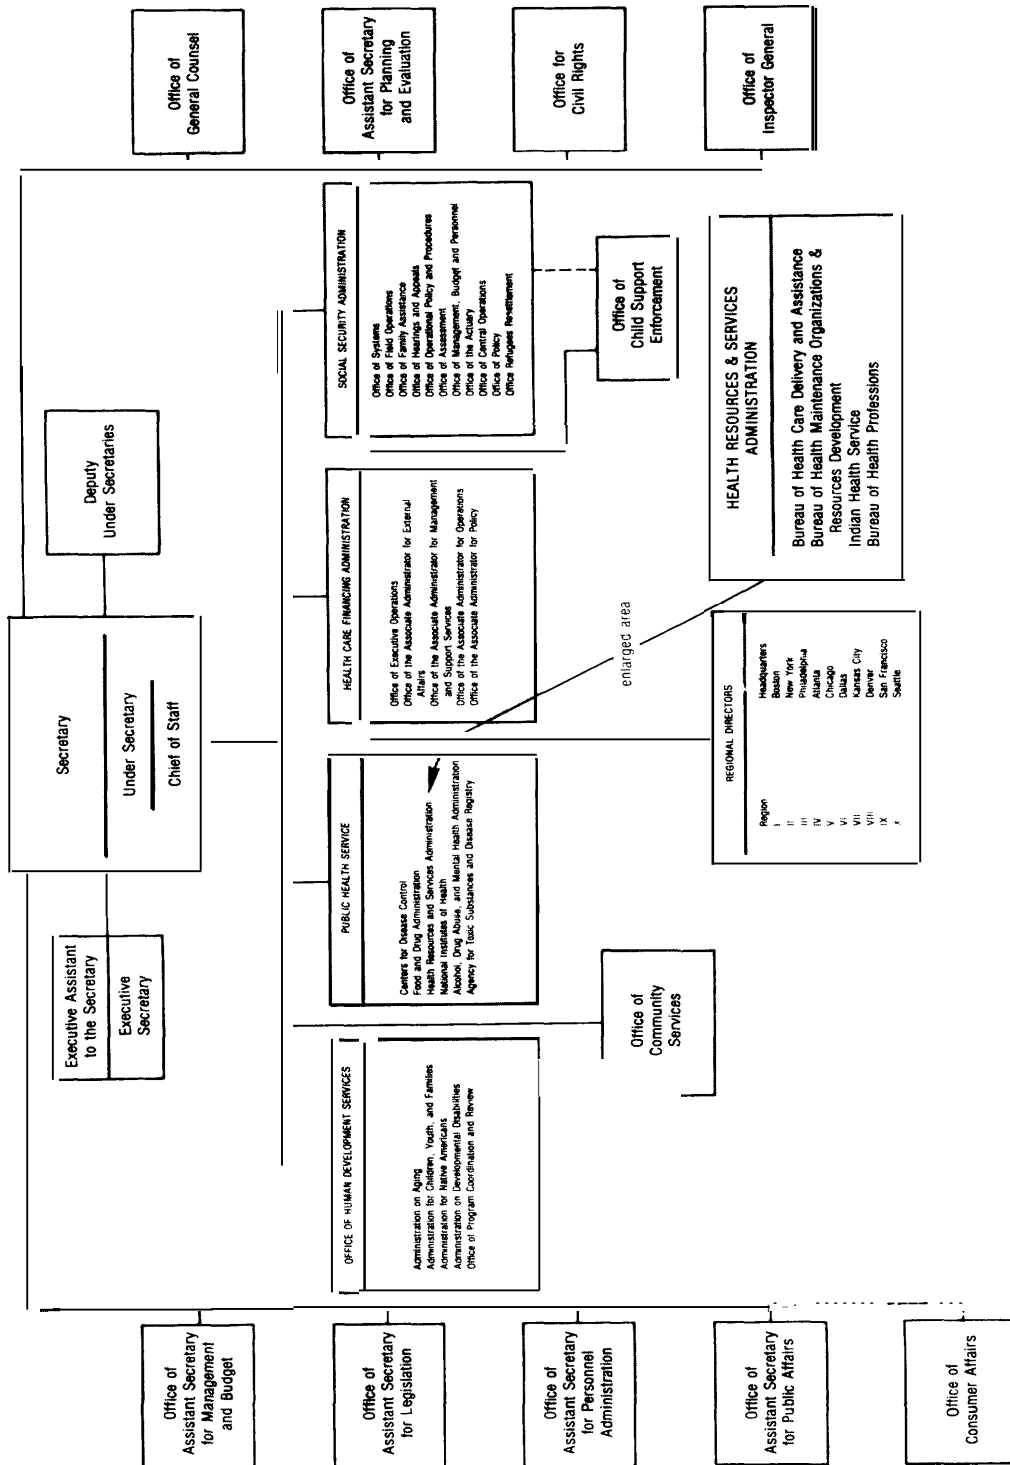 Secretary
Under Secretary
Chief of Staff
Executive Assistant
to the Secretary
Executive
Secretary
Deputy
Under Secretaries
Office of
Assistant Secretary
for Management
and Budget
Office of
Assistant Secretary
for Legislation
Office of
Assistant Secretary
for Personnel
Administration
Office of
Assistant Secretary
for Public Affairs
Office of
Consumer Affairs
OFFICE OF HUMAN DEVELOPMENT SERVICES
Administration on Aging
Administration for Children, Youth, and Families
Administration for Native Americans
Administration on Developmental Disabilities
Office of Program Coordination and Review
Office of
Community
Services
PUBLIC HEALTH SERVICE
Centers for Disease Control
Food and Drug Administration
Health Resources and Services Administration
National Institutes of Health
Alcohol, Drug Abuse, and Mental Health Administration
Agency for Toxic Substances and Disease Registry
HEALTH CARE FINANCING ADMINISTRATION
Office of Executive Operations
Office of the Associate Administrator for External
Affairs
Office of the Associate Administrator for Management
and Support Services
Office of the Associate Administrator for Operations
Office of the Associate Administrator for Policy
SOCIAL SECURITY ADMINISTRATION
Office of Systems
Office of Field Operations
Office of Family Assistance
Office of Hearings and Appeals
Office of Operational Policy and Procedures
Office of Assessment
Office of Management, Budget and Personnel
Office of the Actuary
Office of Central Operations
Office of Policy
Office Refugees Resettlement
Office of
Child Support
Enforcement
enlarged area
REGIONAL DIRECTORS
Region Headquarters
I Boston
II New York
III Philadelphia
IV Atlanta
V Chicago
VI Dallas
VII Kansas City
VIII Denver
IX San Francisco
X Seattle
HEALTH RESOURCES & SERVICES
ADMINISTRATION
Bureau of Health Care Delivery and Assistance
Bureau of Health Maintenance Organizations &
Resources Development
Indian Health Service
Bureau of Health Professions
Office of
General Counsel
Office of
Assistant Secretary
for Planning
and Evaluation
Office for
Civil Rights
Office of
Inspector General